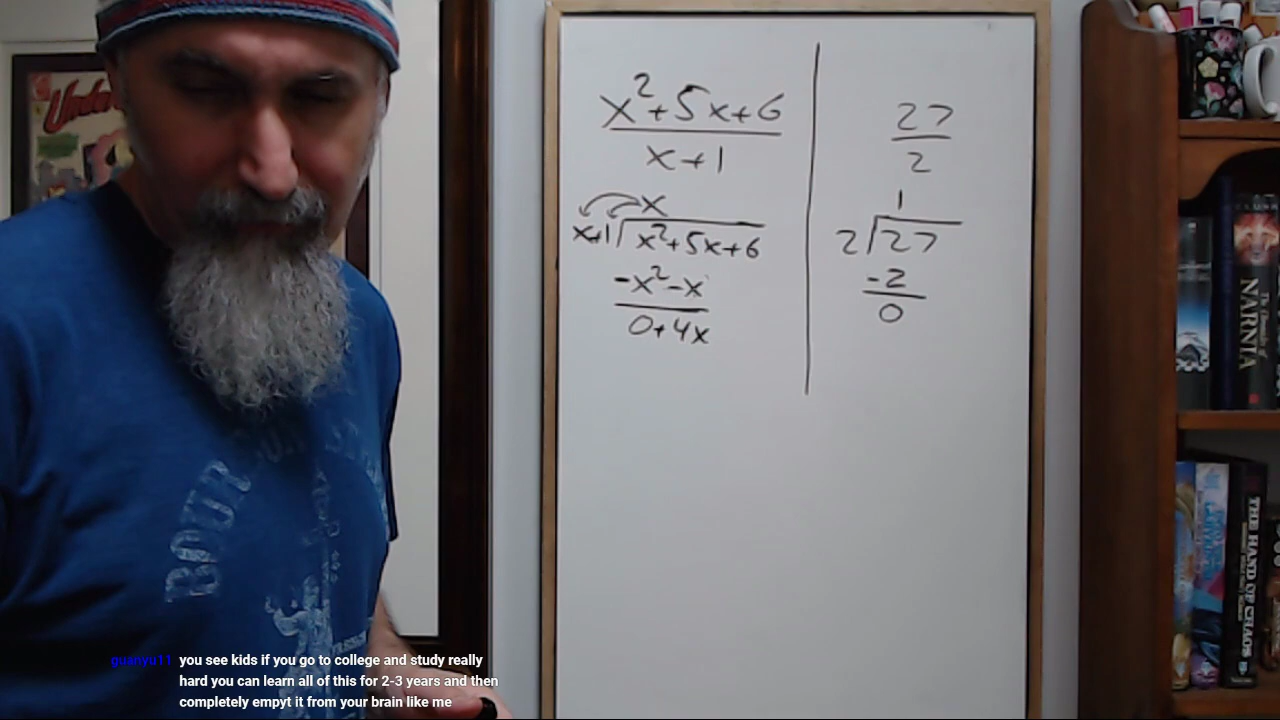 x²+5x+6
x+1
x
x+1 x²+5x+6
-x²-x
0+4x
27
2
1
2 27
-2
0
NARNIA
THE HAND OF CHAOS
BOUR
guanyu11 you see kids if you go to college and study really
hard you can learn all of this for 2-3 years and then
completely empyt it from your brain like me